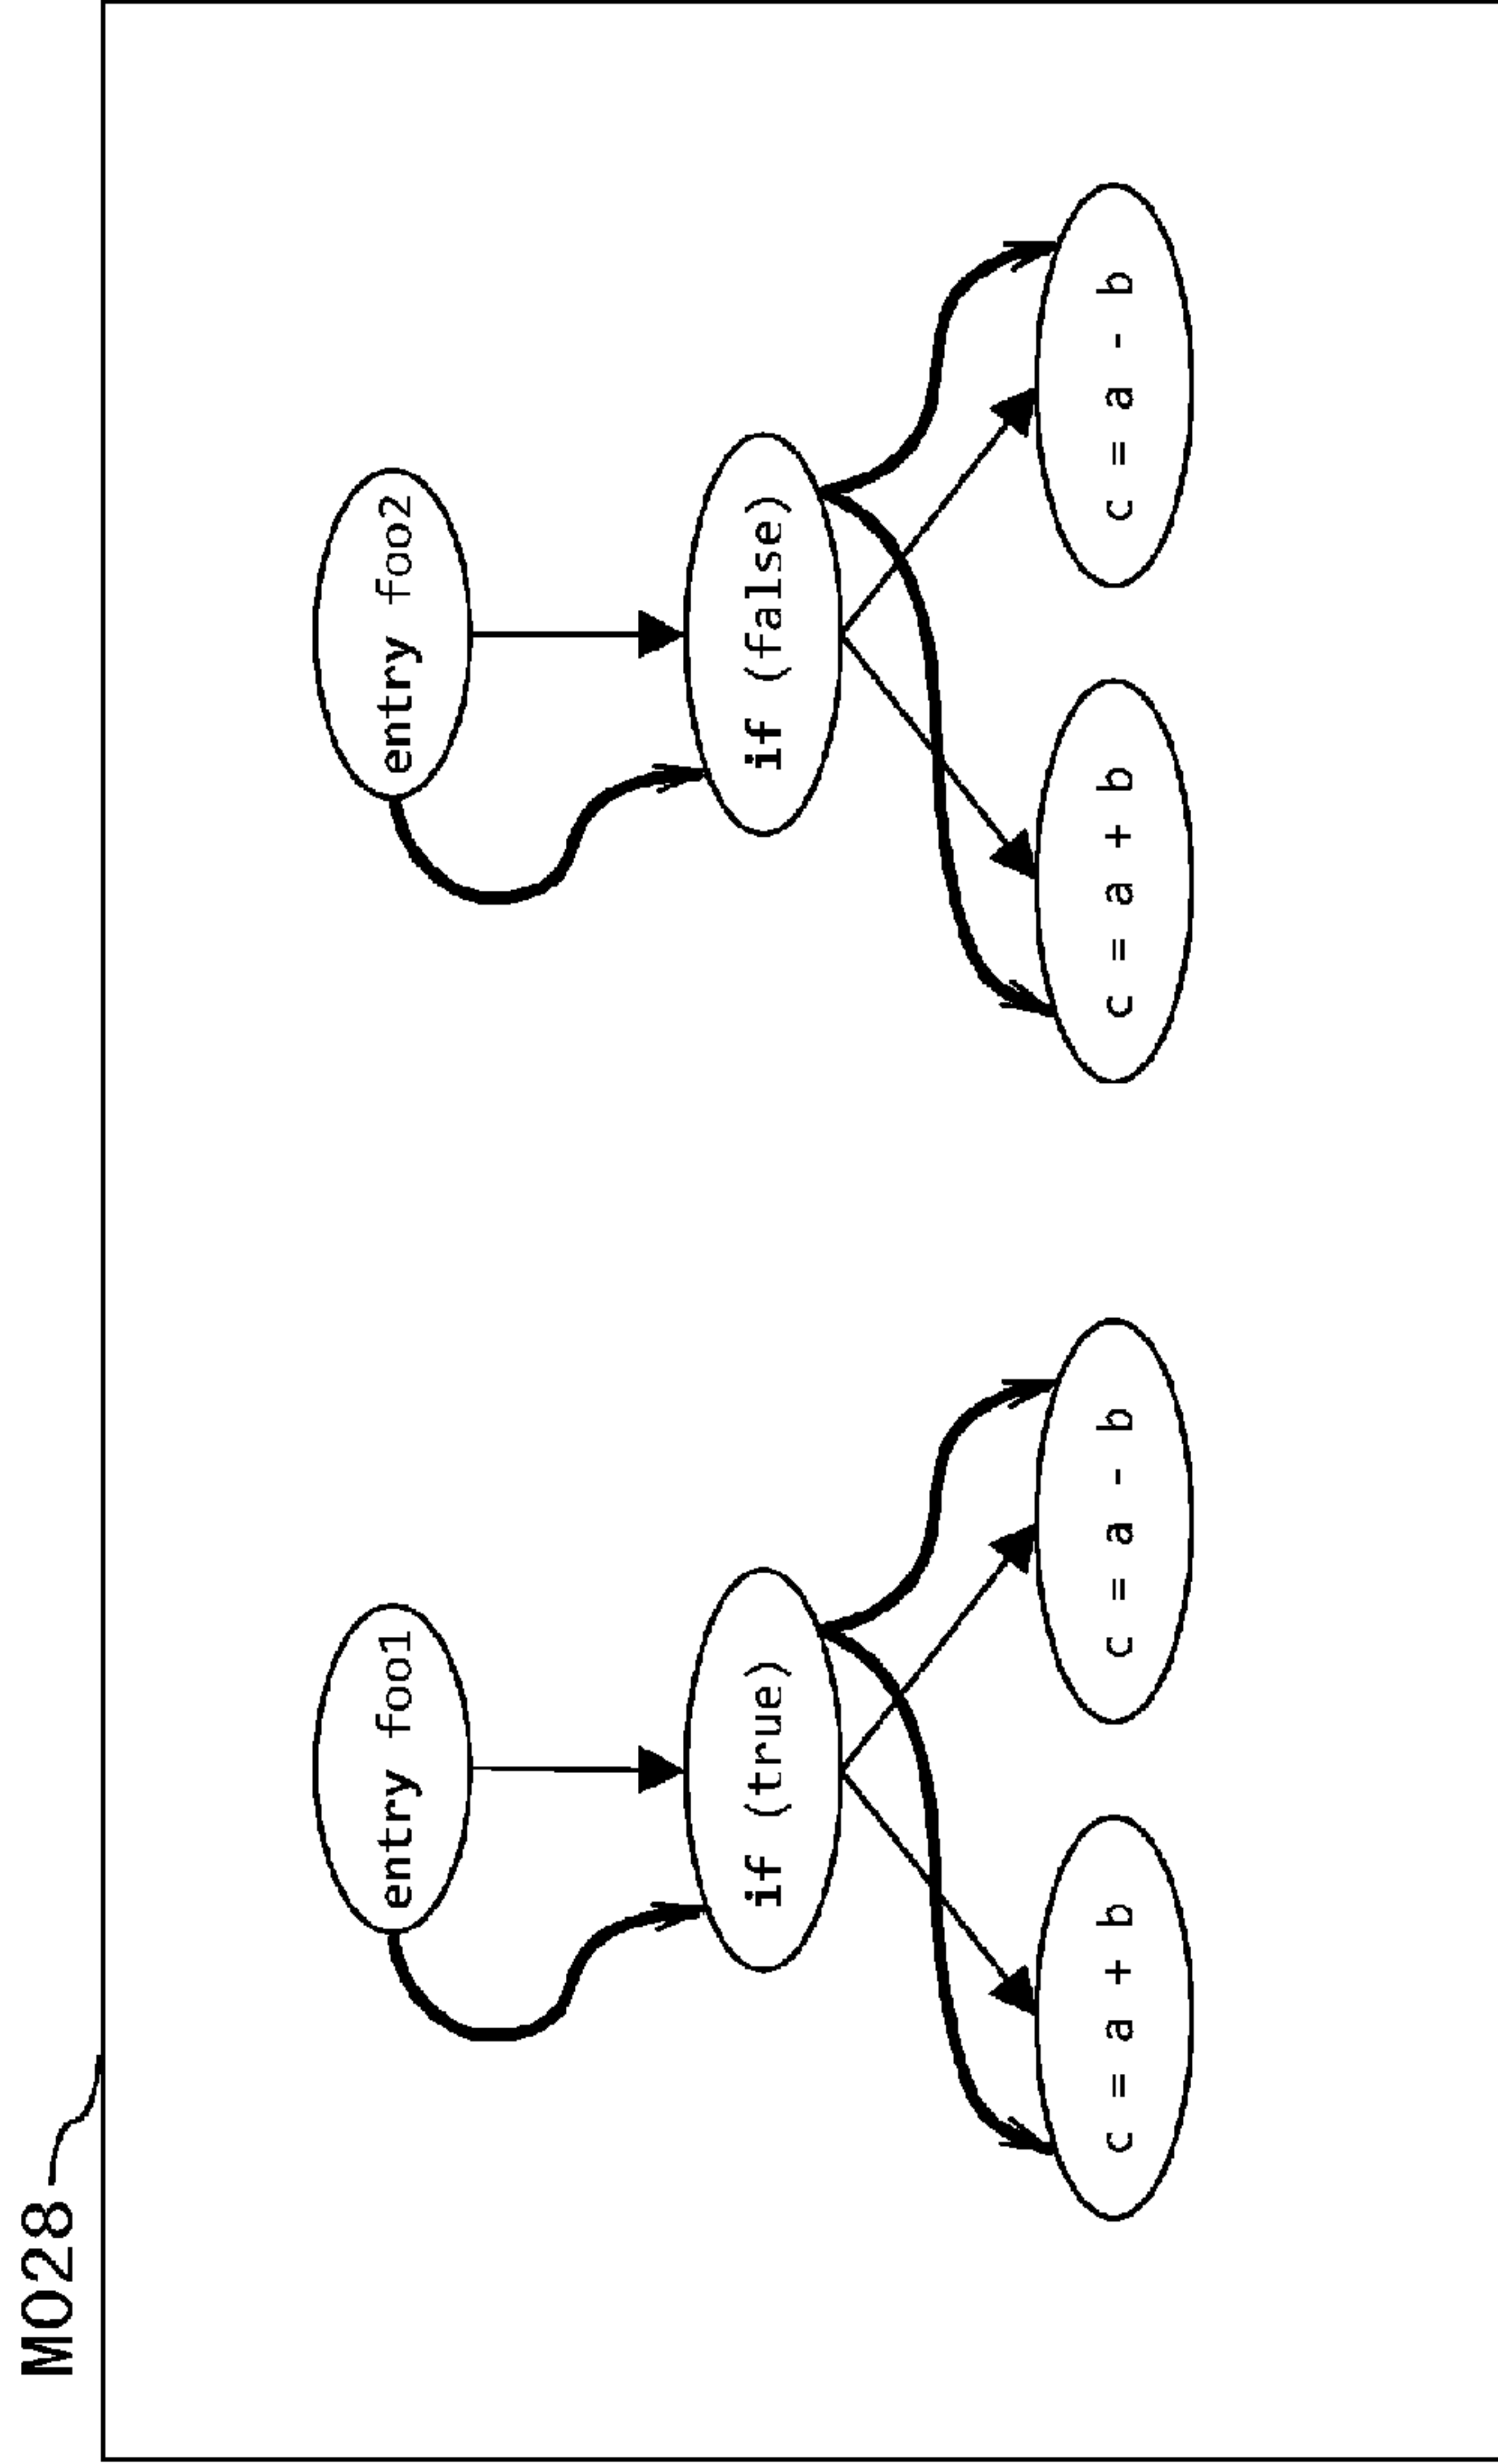 M028
entry foo1
if (true)
c = a + b
c = a - b
entry foo2
if (false)
c = a + b
c = a - b